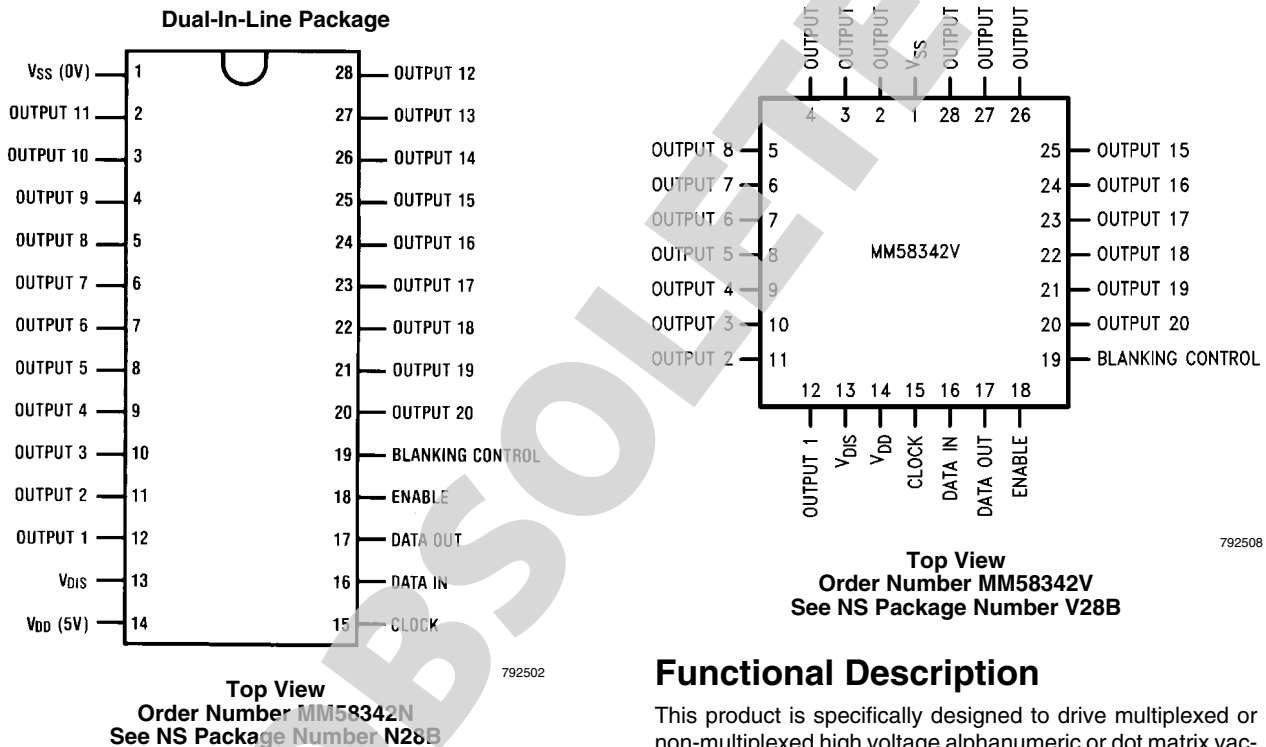 Dual-In-Line Package
VSS (0V) 1
OUTPUT 11 2
OUTPUT 10 3
OUTPUT 9 4
OUTPUT 8 5
OUTPUT 7 6
OUTPUT 6 7
OUTPUT 5 8
OUTPUT 4 9
OUTPUT 3 10
OUTPUT 2 11
OUTPUT 1 12
VDIS 13
VDD (5V) 14
28 OUTPUT 12
27 OUTPUT 13
26 OUTPUT 14
25 OUTPUT 15
24 OUTPUT 16
23 OUTPUT 17
22 OUTPUT 18
21 OUTPUT 19
20 OUTPUT 20
19 BLANKING CONTROL
18 ENABLE
17 DATA OUT
16 DATA IN
15 CLOCK
792502
Top View
Order Number MM58342N
See NS Package Number N28B
OUTPUT
OUTPUT
OUTPUT
VSS
OUTPUT
OUTPUT
OUTPUT
4 3 2 1 28 27 26
OUTPUT 8 5
OUTPUT 7 6
OUTPUT 6 7
OUTPUT 5 8
OUTPUT 4 9
OUTPUT 3 10
OUTPUT 2 11
MM58342V
25 OUTPUT 15
24 OUTPUT 16
23 OUTPUT 17
22 OUTPUT 18
21 OUTPUT 19
20 OUTPUT 20
19 BLANKING CONTROL
12 13 14 15 16 17 18
OUTPUT 1
VDIS
VDD
CLOCK
DATA IN
DATA OUT
ENABLE
792508
Top View
Order Number MM58342V
See NS Package Number V28B
Functional Description
This product is specifically designed to drive multiplexed or
non-multiplexed high voltage alphanumeric or dot matrix vac-
OBSOLETE